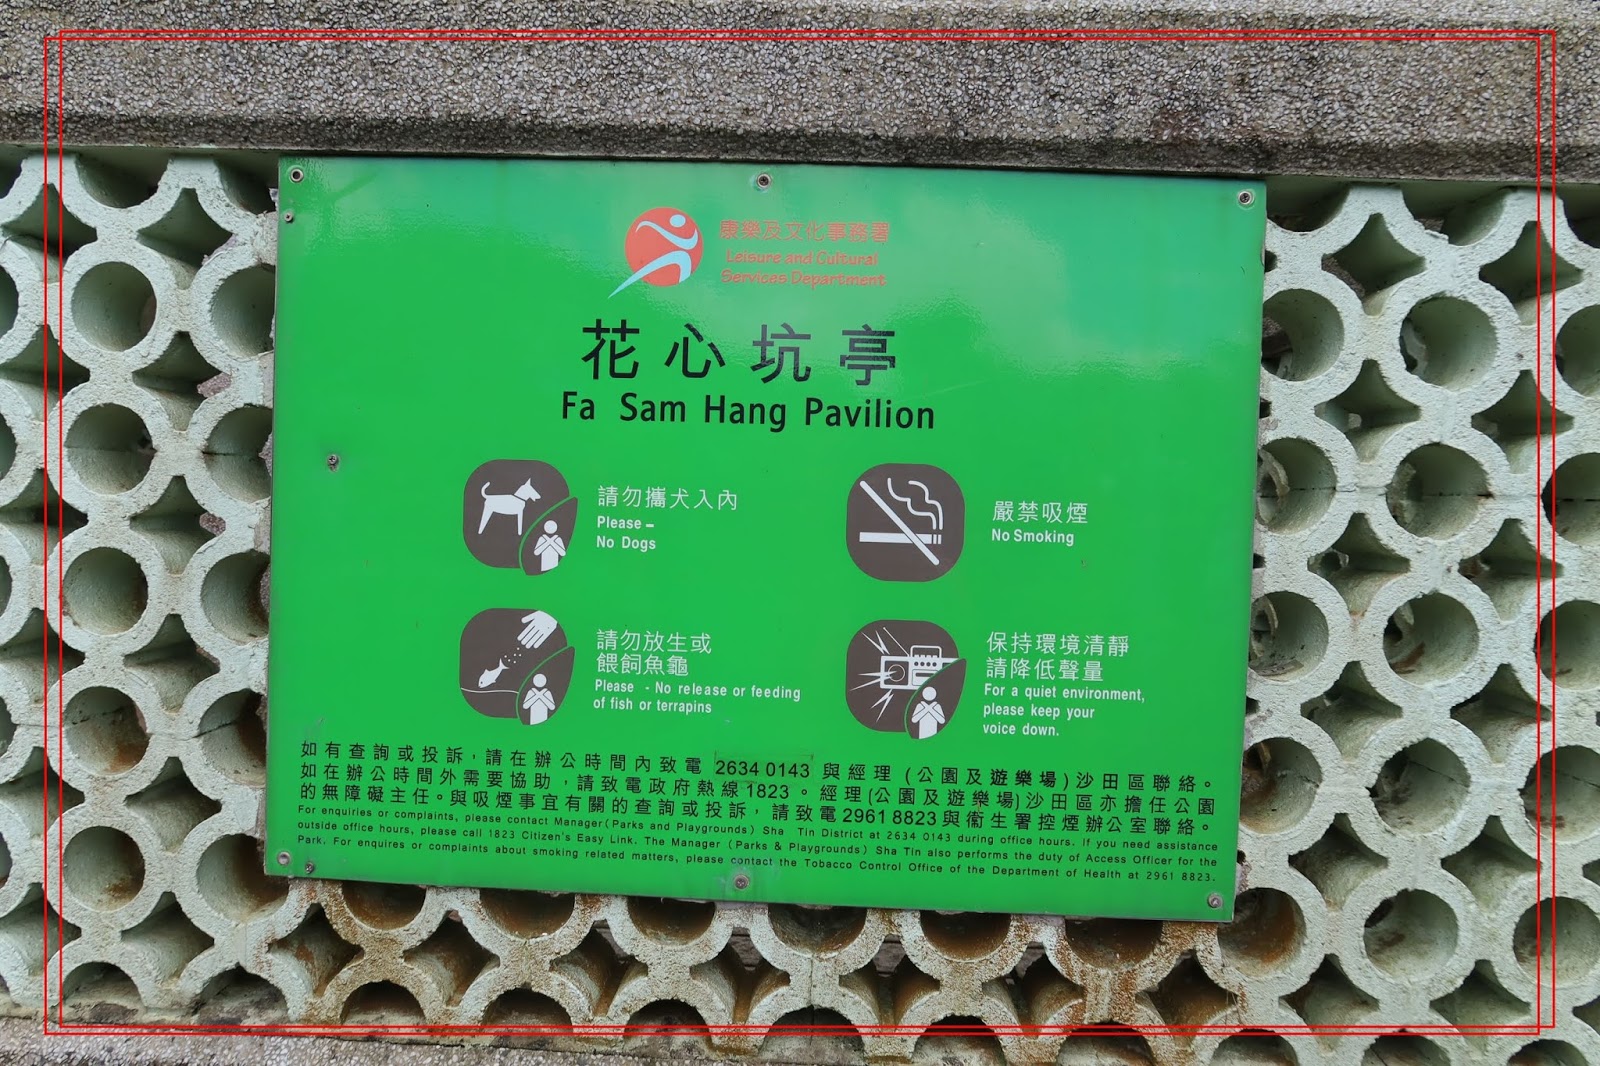 康樂及文化事務署
Leisure and Cultural
Services Department
花心坑亭
Fa Sam Hang Pavilion
請勿攜犬入內
Please –
No Dogs
嚴禁吸煙
No Smoking
請勿放生或
餵飼魚龜
Please - No release or feeding
of fish or terrapins
保持環境清靜
請降低聲量
For a quiet environment,
please keep your
voice down.
如有查詢或投訴，請在辦公時間內致電 2634 0143 與經理 (公園及遊樂場) 沙田區聯絡。
如在辦公時間外需要協助，請致電政府熱線1823。經理(公園及遊樂場)沙田區亦擔任公園
的無障礙主任。與吸煙事宜有關的查詢或投訴，請致電 2961 8823 與衞生署控煙辦公室聯絡。
For enquiries or complaints, please contact Manager(Parks and Playgrounds) Sha Tin District at 2634 0143 during office hours. If you need assistance
outside office hours, please call 1823 Citizen's Easy Link. The Manager (Parks & Playgrounds) Sha Tin also performs the duty of Access Officer for the
Park. For enquires or complaints about smoking related matters, please contact the Tobacco Control Office of the Department of Health at 2961 8823.